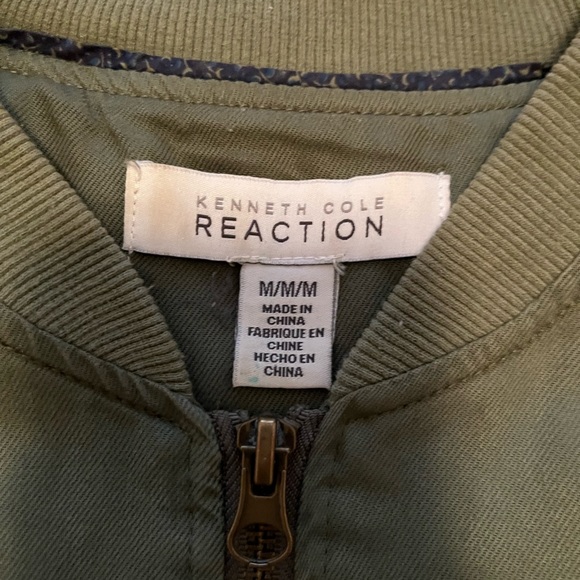 KENNETH COLE
REACTION
M/M/M
MADE IN
CHINA
FABRIQUE EN
CHINE
HECHO EN
CHINA